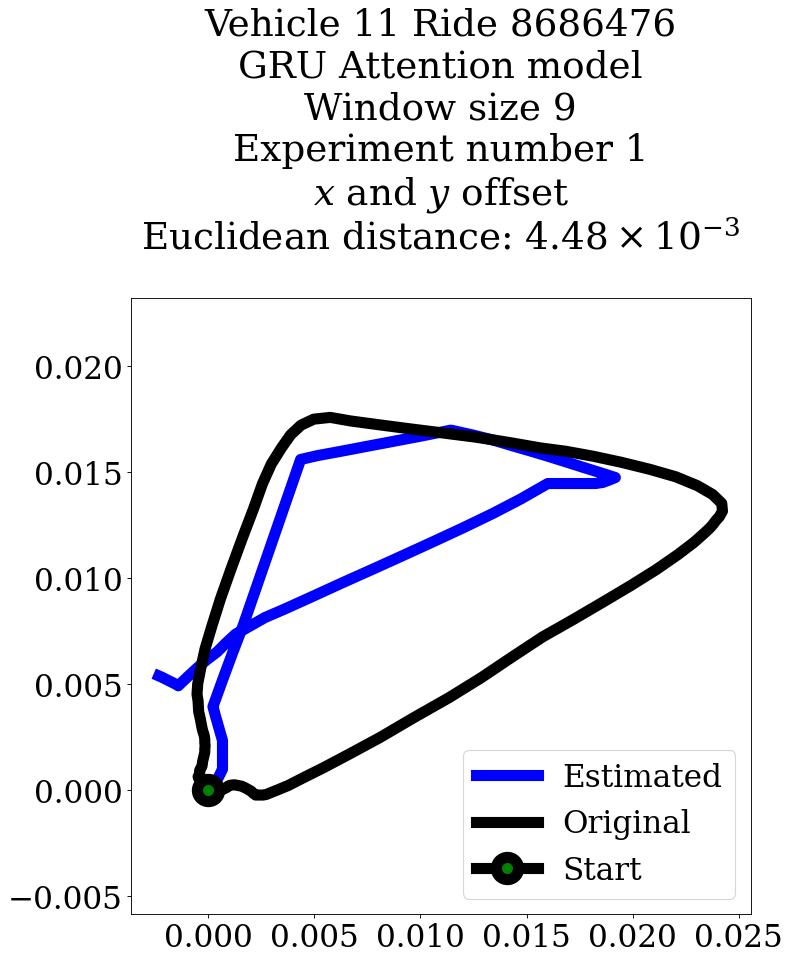 Vehicle 11 Ride 8686476
GRU Attention model
Window size 9
Experiment number 1
x and y offset
Euclidean distance: 4.48 × 10⁻³
0.020
0.015
0.010
0.005
0.000
−0.005
Estimated
Original
Start
0.000 0.005 0.010 0.015 0.020 0.025